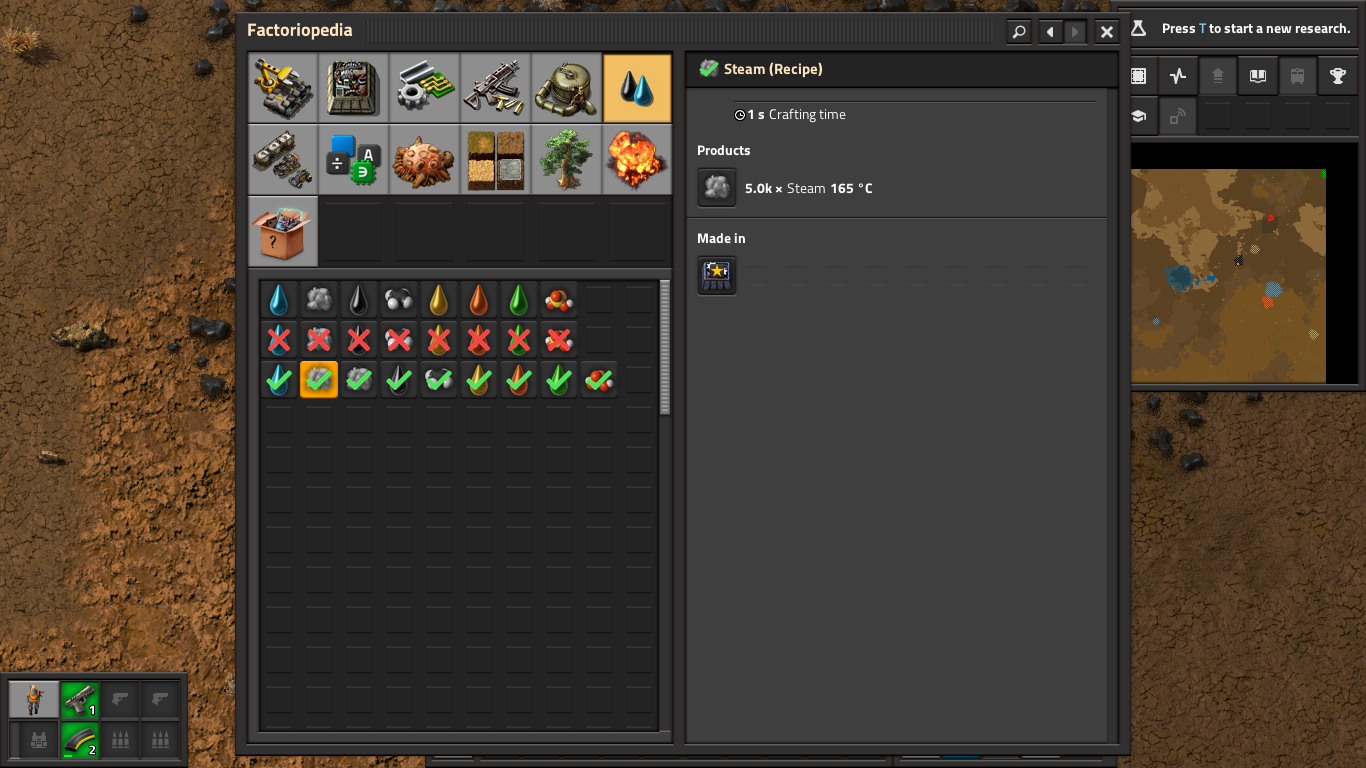 Factoriopedia
Press T to start a new research.
Steam (Recipe)
1 s Crafting time
Products
5.0k × Steam 165 °C
Made in
A
÷
Э
?
1
2